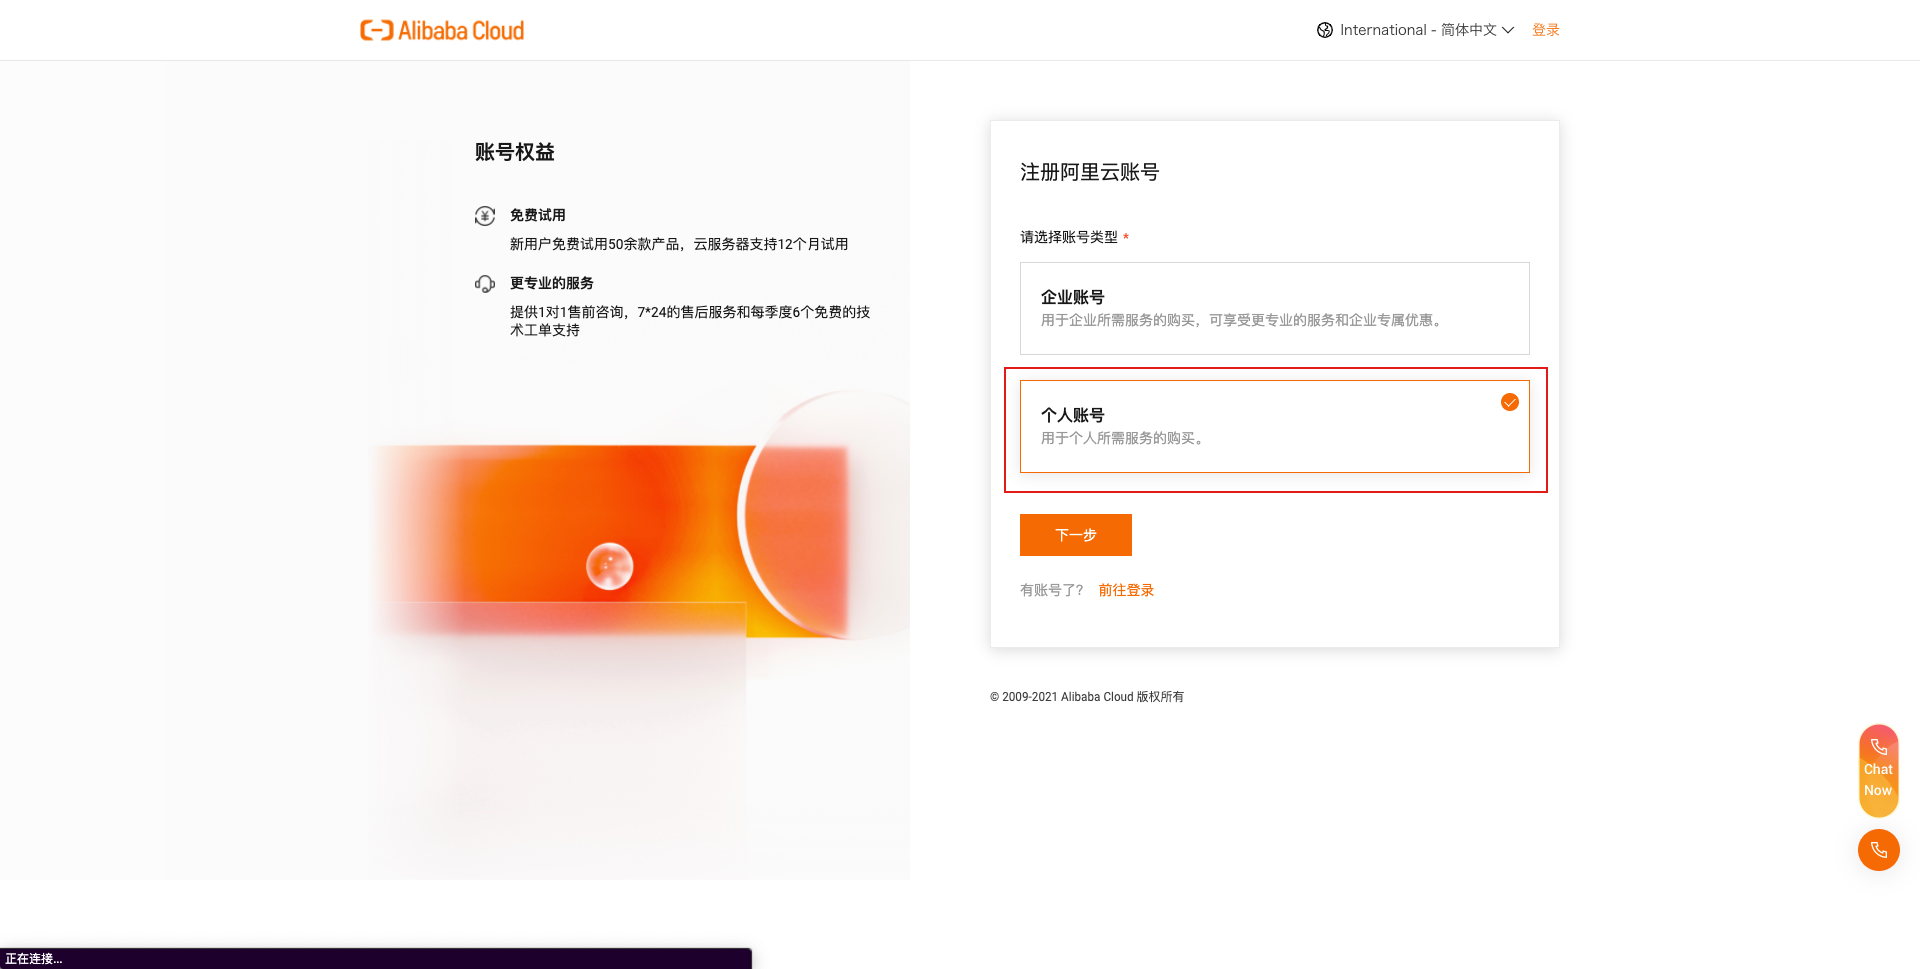 Alibaba Cloud
International - 简体中文
登录
账号权益
免费试用
新用户免费试用50余款产品，云服务器支持12个月试用
更专业的服务
提供1对1售前咨询，7*24的售后服务和每季度6个免费的技
术工单支持
注册阿里云账号
请选择账号类型 *
企业账号
用于企业所需服务的购买，可享受更专业的服务和企业专属优惠。
个人账号
用于个人所需服务的购买。
下一步
有账号了？ 前往登录
© 2009-2021 Alibaba Cloud 版权所有
Chat
Now
正在连接...